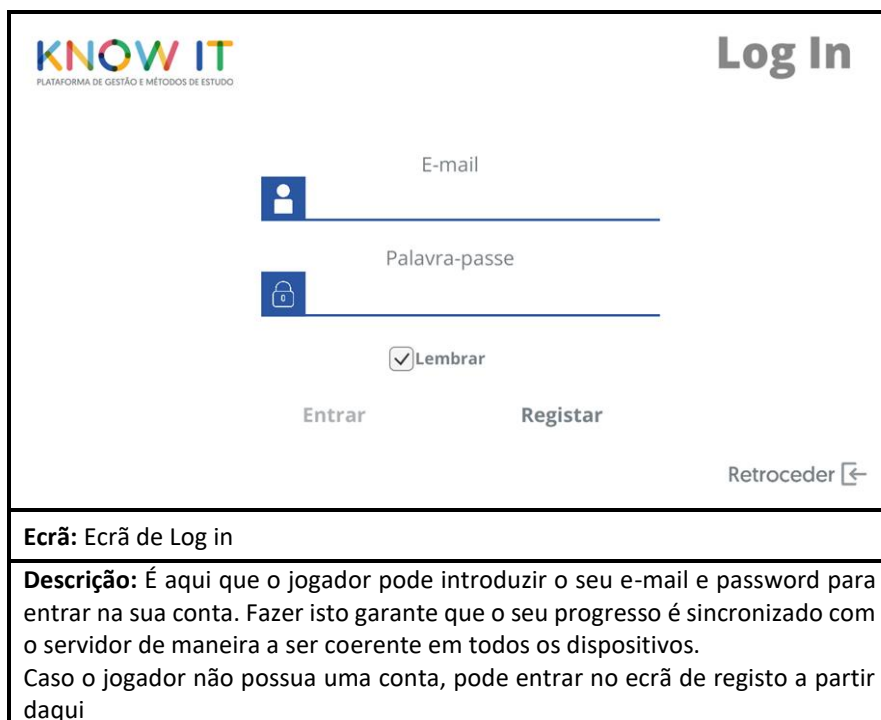 KNOW IT
PLATAFORMA DE GESTÃO E MÉTODOS DE ESTUDO
Log In
E-mail
Palavra-passe
Lembrar
Entrar Registar
Retroceder
Ecrã: Ecrã de Log in
Descrição: É aqui que o jogador pode introduzir o seu e-mail e password para
entrar na sua conta. Fazer isto garante que o seu progresso é sincronizado com
o servidor de maneira a ser coerente em todos os dispositivos.
Caso o jogador não possua uma conta, pode entrar no ecrã de registo a partir
daqui